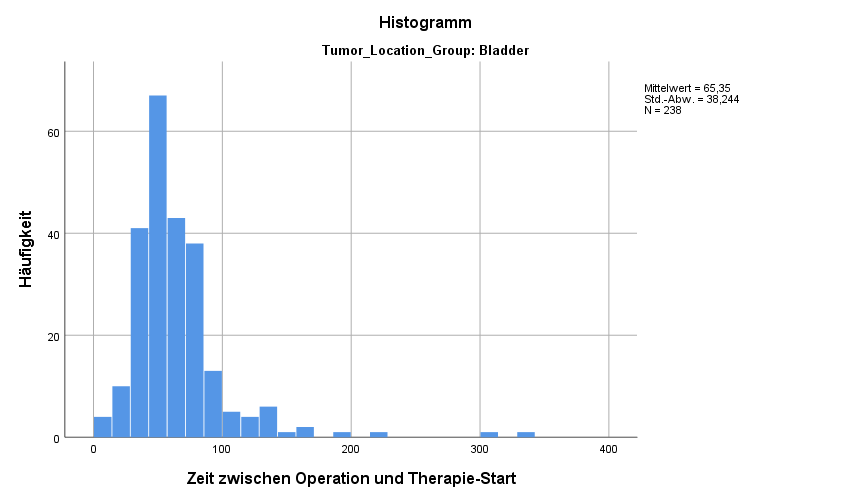 Histogramm
Tumor_Location_Group: Bladder
Mittelwert = 65,35
Std.-Abw. = 38,244
N = 238
Häufigkeit
60
40
20
0
0 100 200 300 400
Zeit zwischen Operation und Therapie-Start